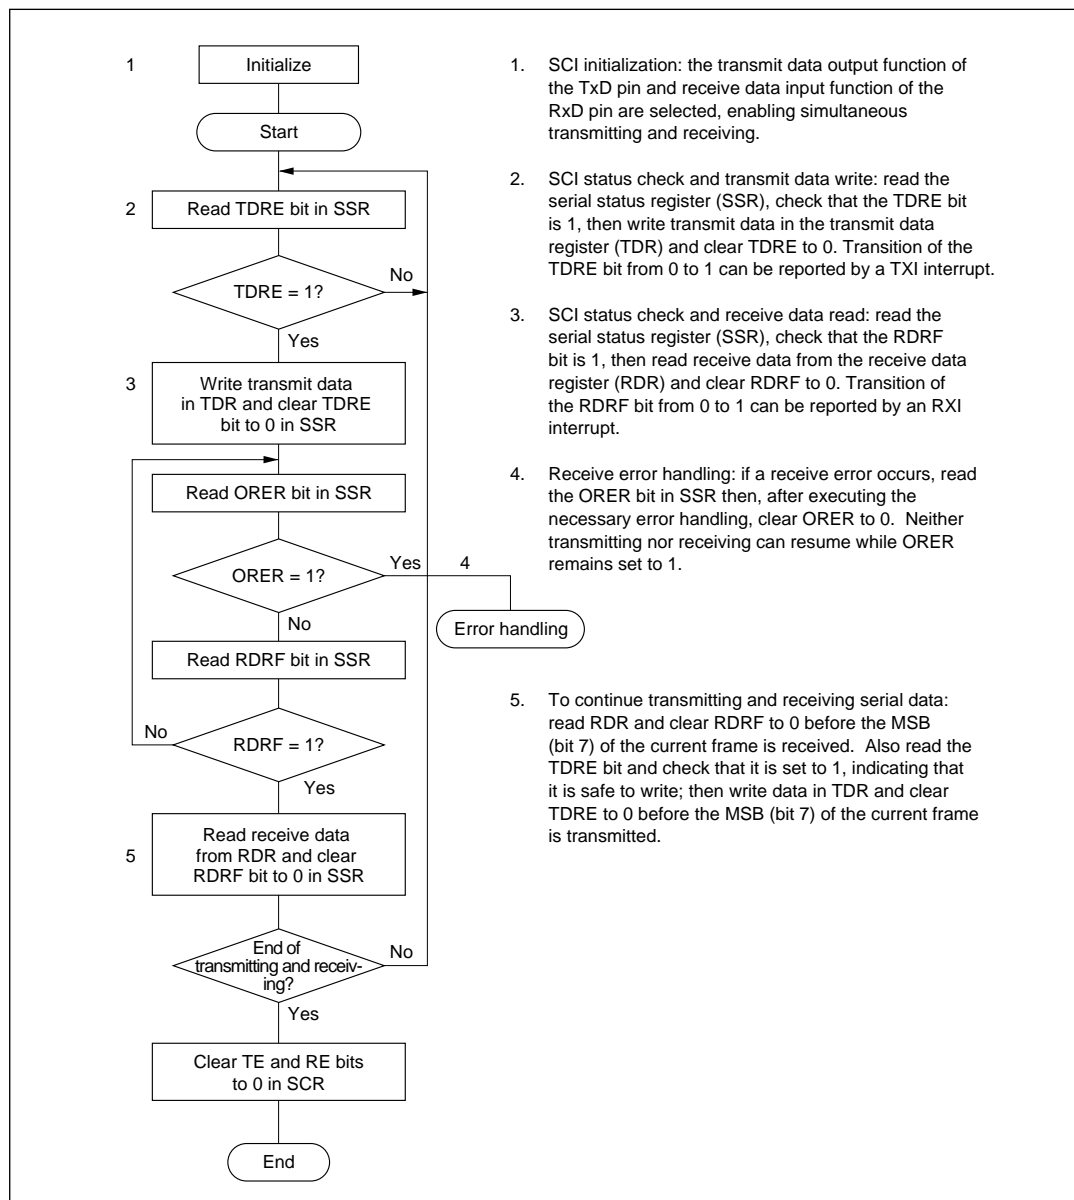 1
Initialize
Start
2
Read TDRE bit in SSR
TDRE = 1?
No
Yes
3
Write transmit data
in TDR and clear TDRE
bit to 0 in SSR
Read ORER bit in SSR
ORER = 1?
Yes
4
Error handling
No
Read RDRF bit in SSR
No
RDRF = 1?
Yes
5
Read receive data
from RDR and clear
RDRF bit to 0 in SSR
End of
transmitting and receiv-
ing?
No
Yes
Clear TE and RE bits
to 0 in SCR
End
1. SCI initialization: the transmit data output function of
the TxD pin and receive data input function of the
RxD pin are selected, enabling simultaneous
transmitting and receiving.
2. SCI status check and transmit data write: read the
serial status register (SSR), check that the TDRE bit
is 1, then write transmit data in the transmit data
register (TDR) and clear TDRE to 0. Transition of the
TDRE bit from 0 to 1 can be reported by a TXI interrupt.
3. SCI status check and receive data read: read the
serial status register (SSR), check that the RDRF
bit is 1, then read receive data from the receive data
register (RDR) and clear RDRF to 0. Transition of
the RDRF bit from 0 to 1 can be reported by an RXI
interrupt.
4. Receive error handling: if a receive error occurs, read
the ORER bit in SSR then, after executing the
necessary error handling, clear ORER to 0. Neither
transmitting nor receiving can resume while ORER
remains set to 1.
5. To continue transmitting and receiving serial data:
read RDR and clear RDRF to 0 before the MSB
(bit 7) of the current frame is received. Also read the
TDRE bit and check that it is set to 1, indicating that
it is safe to write; then write data in TDR and clear
TDRE to 0 before the MSB (bit 7) of the current frame
is transmitted.